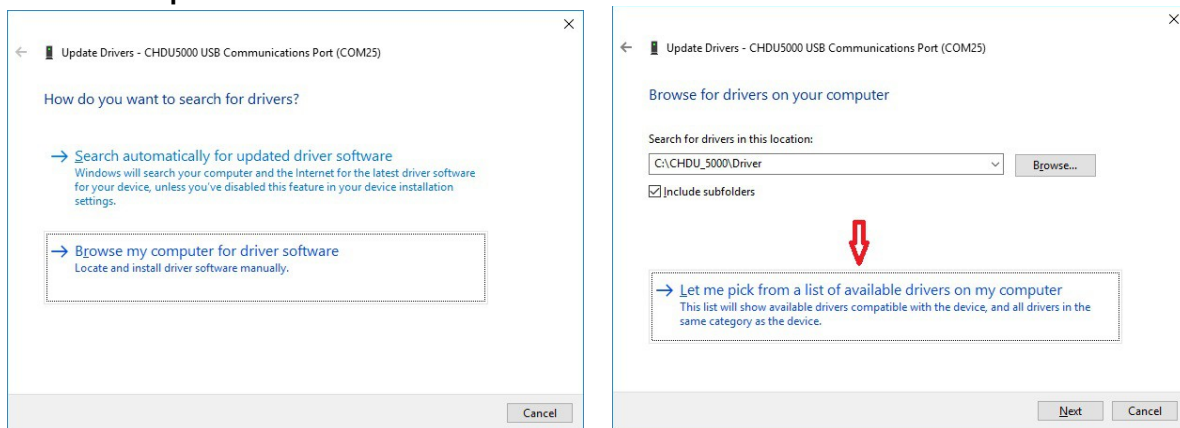 Update Drivers - CHDU5000 USB Communications Port (COM25)
How do you want to search for drivers?
Search automatically for updated driver software
Windows will search your computer and the Internet for the latest driver software
for your device, unless you've disabled this feature in your device installation
settings.
Browse my computer for driver software
Locate and install driver software manually.
Cancel
Update Drivers - CHDU5000 USB Communications Port (COM25)
Browse for drivers on your computer
Search for drivers in this location:
C:\CHDU_5000\Driver
Browse...
Include subfolders
Let me pick from a list of available drivers on my computer
This list will show available drivers compatible with the device, and all drivers in the
same category as the device.
Next
Cancel